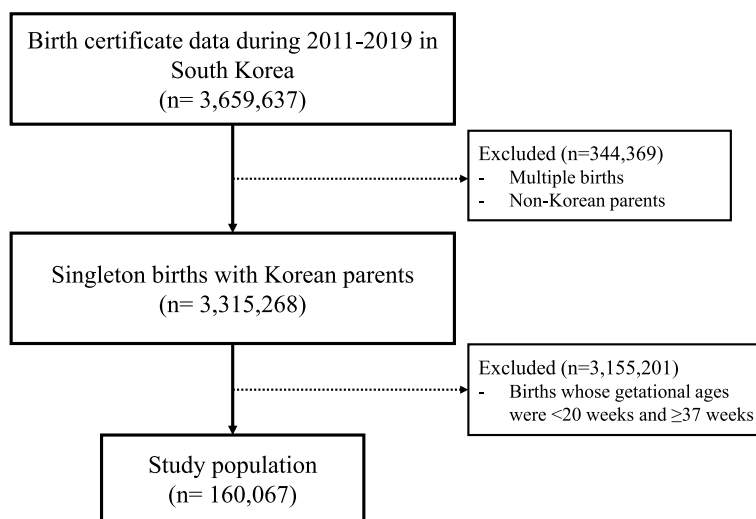 Birth certificate data during 2011-2019 in
South Korea
(n= 3,659,637)
Excluded (n=344,369)
- Multiple births
- Non-Korean parents
Singleton births with Korean parents
(n= 3,315,268)
Excluded (n=3,155,201)
- Births whose getational ages
were <20 weeks and ≥37 weeks
Study population
(n= 160,067)